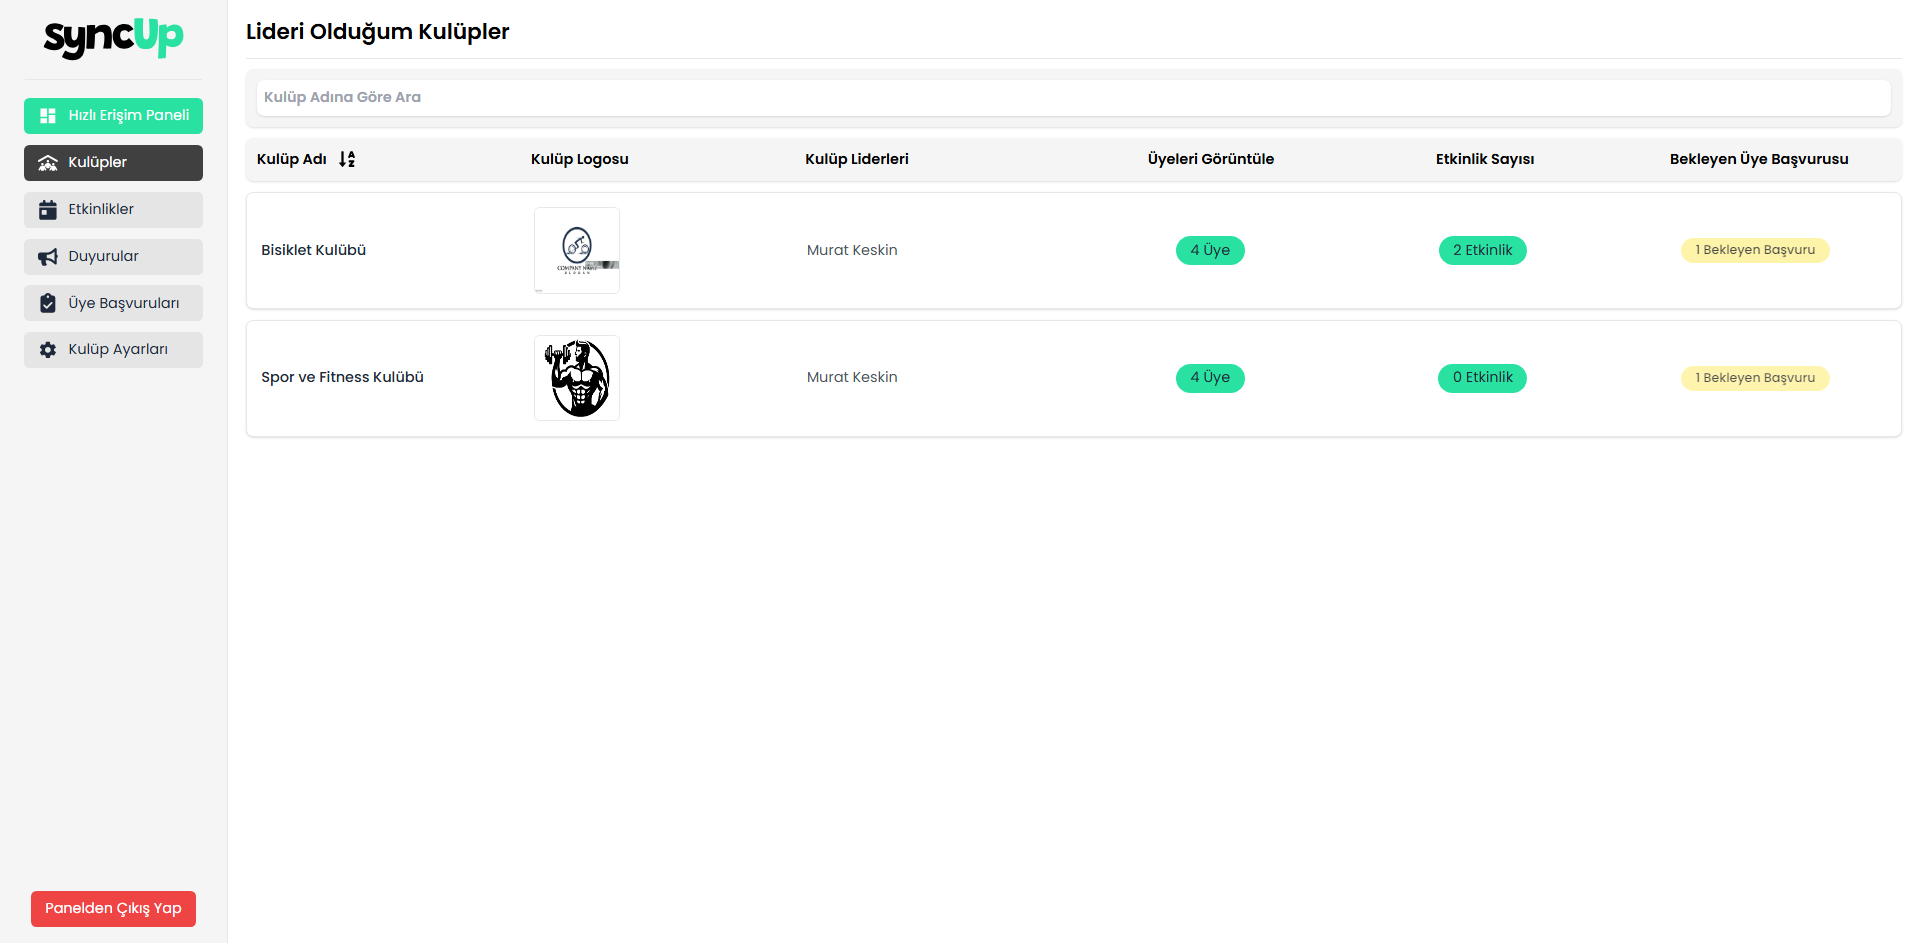 syncUp
Lideri Olduğum Kulüpler
Hızlı Erişim Paneli
Kulüpler
Etkinlikler
Duyurular
Üye Başvuruları
Kulüp Ayarları
Panelden Çıkış Yap
Kulüp Adına Göre Ara
Kulüp Adı AZ Kulüp Logosu Kulüp Liderleri Üyeleri Görüntüle Etkinlik Sayısı Bekleyen Üye Başvurusu
Bisiklet Kulübü Murat Keskin 4 Üye 2 Etkinlik 1 Bekleyen Başvuru
COMPANY
Spor ve Fitness Kulübü Murat Keskin 4 Üye 0 Etkinlik 1 Bekleyen Başvuru